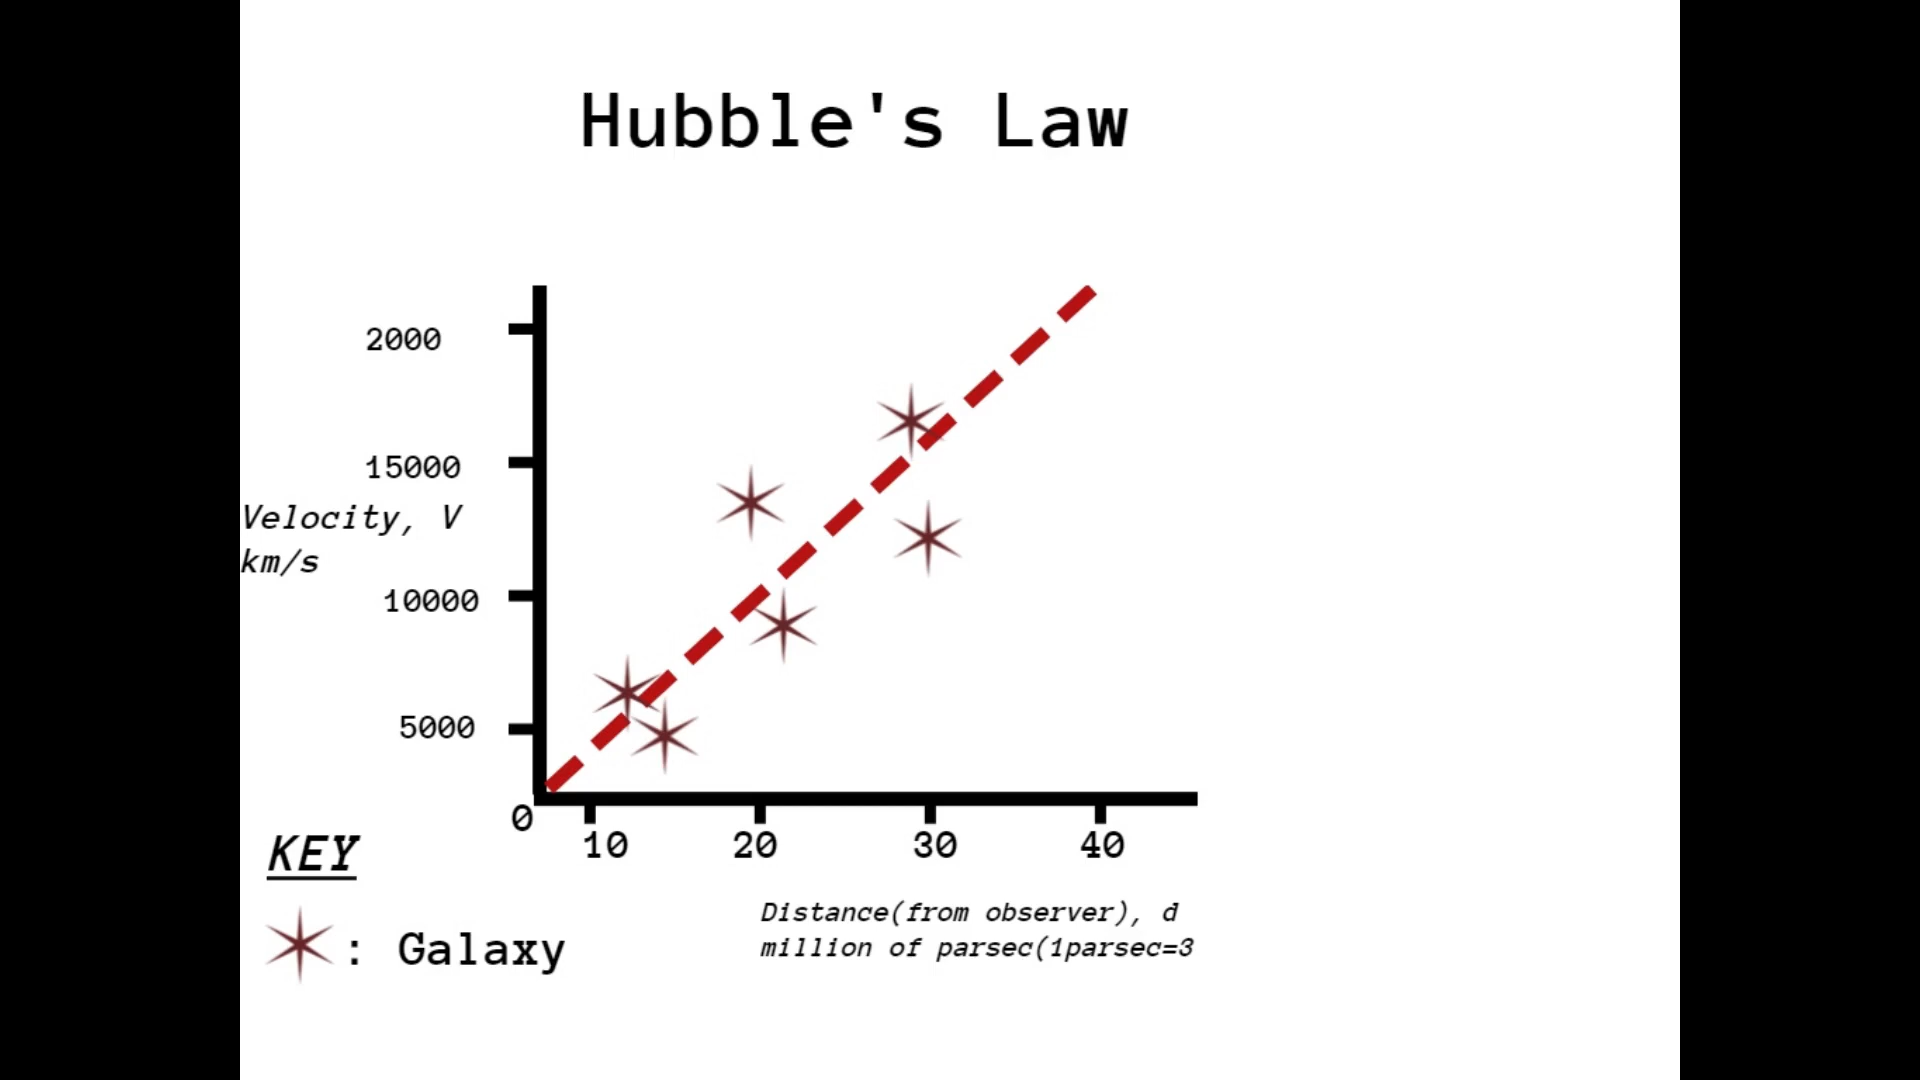 Hubble's Law
2000
15000
Velocity, V
km/s
10000
5000
0
10 20 30 40
KEY
: Galaxy
Distance(from observer), d
million of parsec(1parsec=3